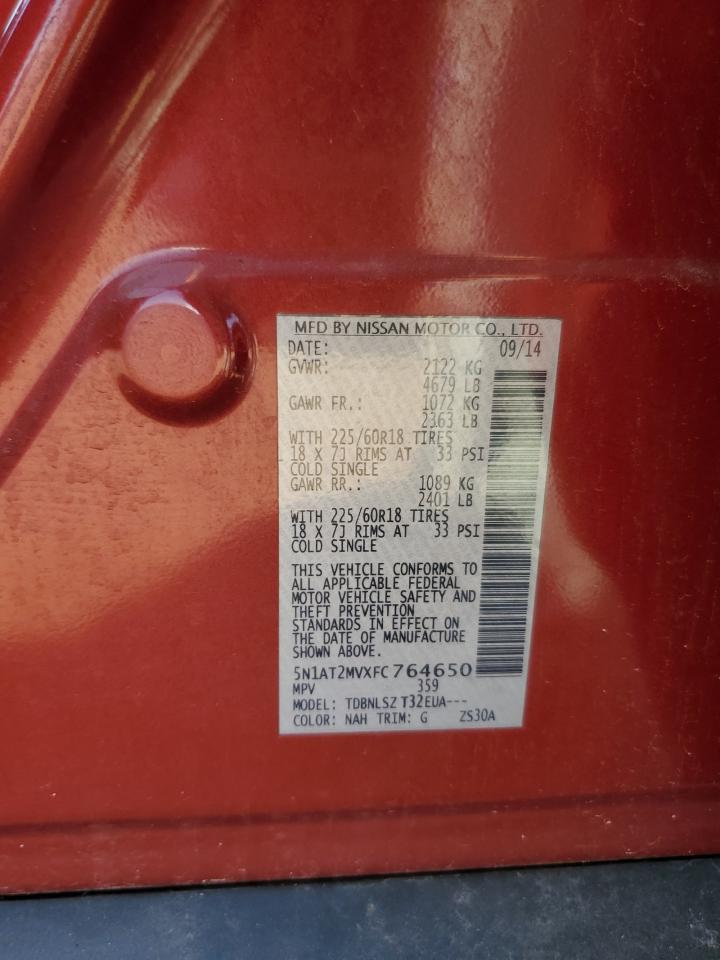 MFD BY NISSAN MOTOR CO., LTD.
DATE: 09/14
GVWR: 2122 KG
4679 LB
GAWR FR.: 1072 KG
2363 LB
WITH 225/60R18 TIRES
18 X 7J RIMS AT 33 PSI
COLD SINGLE
GAWR RR.: 1089 KG
2401 LB
WITH 225/60R18 TIRES
18 X 7J RIMS AT 33 PSI
COLD SINGLE
THIS VEHICLE CONFORMS TO
ALL APPLICABLE FEDERAL
MOTOR VEHICLE SAFETY AND
THEFT PREVENTION
STANDARDS IN EFFECT ON
THE DATE OF MANUFACTURE
SHOWN ABOVE.
5N1AT2MVXFC764650
MPV 359
MODEL: TDBNLSZ T32EUA---
COLOR: NAH TRIM: G ZS30A